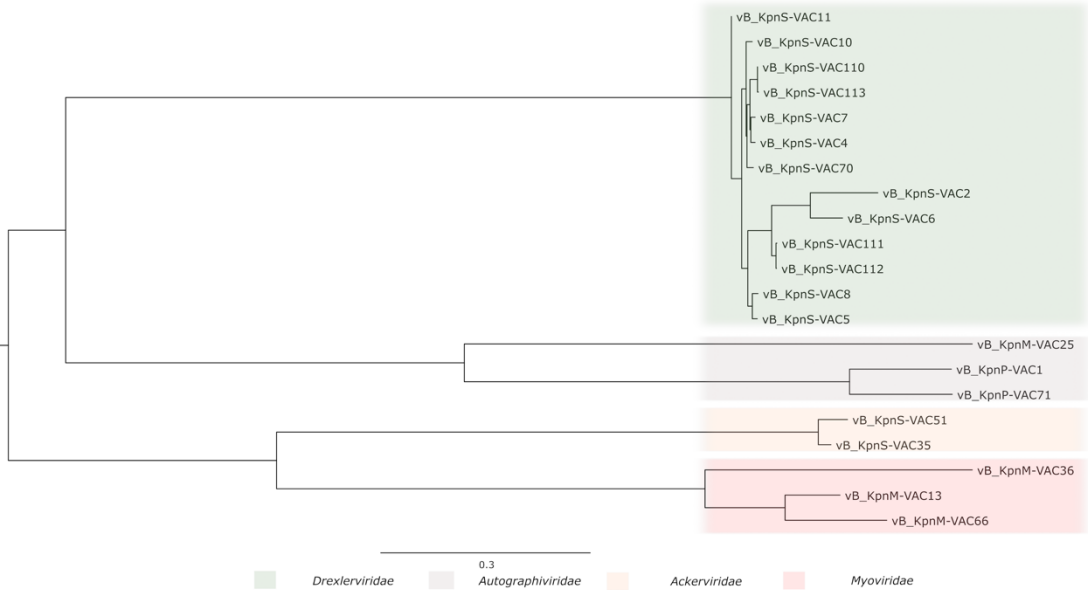 vB_KpnS-VAC11
vB_KpnS-VAC10
vB_KpnS-VAC110
vB_KpnS-VAC113
vB_KpnS-VAC7
vB_KpnS-VAC4
vB_KpnS-VAC70
vB_KpnS-VAC2
vB_KpnS-VAC6
vB_KpnS-VAC111
vB_KpnS-VAC112
vB_KpnS-VAC8
vB_KpnS-VAC5
vB_KpnM-VAC25
vB_KpnP-VAC1
vB_KpnP-VAC71
vB_KpnS-VAC51
vB_KpnS-VAC35
vB_KpnM-VAC36
vB_KpnM-VAC13
vB_KpnM-VAC66
0.3
Drexlerviridae Autographiviridae Ackerviridae Myoviridae